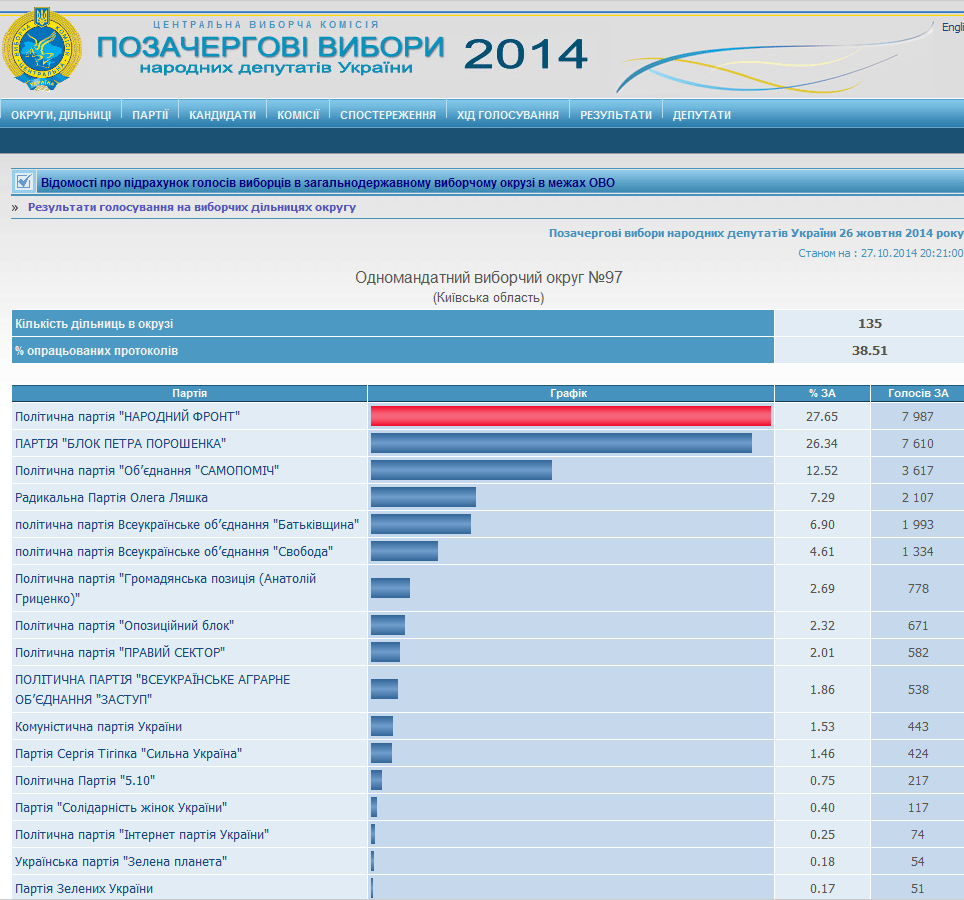 ЦЕНТРАЛЬНА ВИБОРЧА КОМІСІЯ
ПОЗАЧЕРГОВІ ВИБОРИ
народних депутатів України
2014
Engli
ОКРУГИ, ДІЛЬНИЦІ ПАРТІЇ КАНДИДАТИ КОМІСІЇ СПОСТЕРЕЖЕННЯ ХІД ГОЛОСУВАННЯ РЕЗУЛЬТАТИ ДЕПУТАТИ
Відомості про підрахунок голосів виборців в загальнодержавному виборчому окрузі в межах ОВО
» Результати голосування на виборчих дільницях округу
Позачергові вибори народних депутатів України 26 жовтня 2014 року
Станом на : 27.10.2014 20:21:00
Одномандатний виборчий округ №97
(Київська область)
Кількість дільниць в окрузі 135
% опрацьованих протоколів 38.51
Партія Графік % ЗА Голосів ЗА
Політична партія "НАРОДНИЙ ФРОНТ" 27.65 7 987
ПАРТІЯ "БЛОК ПЕТРА ПОРОШЕНКА" 26.34 7 610
Політична партія "Об’єднання "САМОПОМІЧ" 12.52 3 617
Радикальна Партія Олега Ляшка 7.29 2 107
політична партія Всеукраїнське об’єднання "Батьківщина" 6.90 1 993
політична партія Всеукраїнське об’єднання "Свобода" 4.61 1 334
Політична партія "Громадянська позиція (Анатолій
Гриценко)" 2.69 778
Політична партія "Опозиційний блок" 2.32 671
Політична партія "ПРАВИЙ СЕКТОР" 2.01 582
ПОЛІТИЧНА ПАРТІЯ "ВСЕУКРАЇНСЬКЕ АГРАРНЕ
ОБ’ЄДНАННЯ "ЗАСТУП" 1.86 538
Комуністична партія України 1.53 443
Партія Сергія Тігіпка "Сильна Україна" 1.46 424
Політична Партія "5.10" 0.75 217
Партія "Солідарність жінок України" 0.40 117
Політична партія "Інтернет партія України" 0.25 74
Українська партія "Зелена планета" 0.18 54
Партія Зелених України 0.17 51